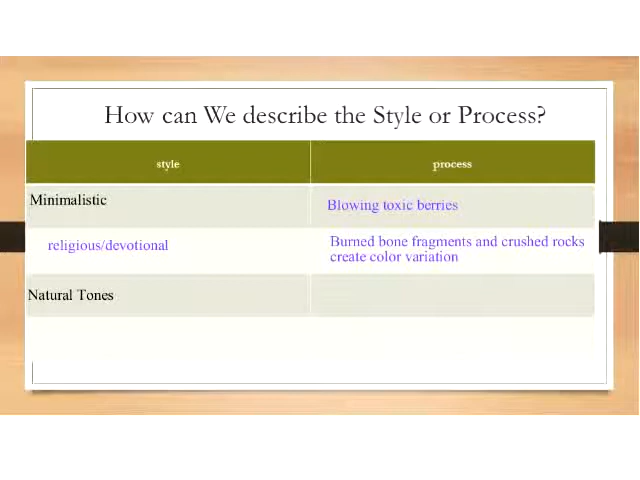 How can We describe the Style or Process?
style process
Minimalistic Blowing toxic berries
religious/devotional Burned bone fragments and crushed rocks
create color variation
Natural Tones